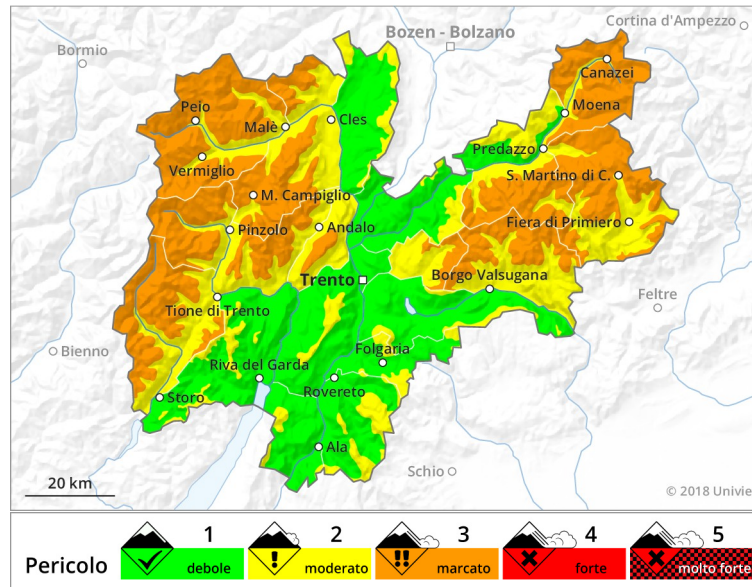 Cortina d'Ampezzo
Bozen - Bolzano
Bormio
Canazei
Peio
Moena
Malè
Cles
Predazzo
Vermiglio
S. Martino di C.
M. Campiglio
Fiera di Primiero
Pinzolo
Andalo
Trento
Borgo Valsugana
Feltre
Tione di Trento
Bienno
Folgaria
Riva del Garda
Rovereto
Storo
Ala
Schio
20 km
© 2018 Univie
1
2
3
4
5
Pericolo
debole
moderato
marcato
forte
molto forte